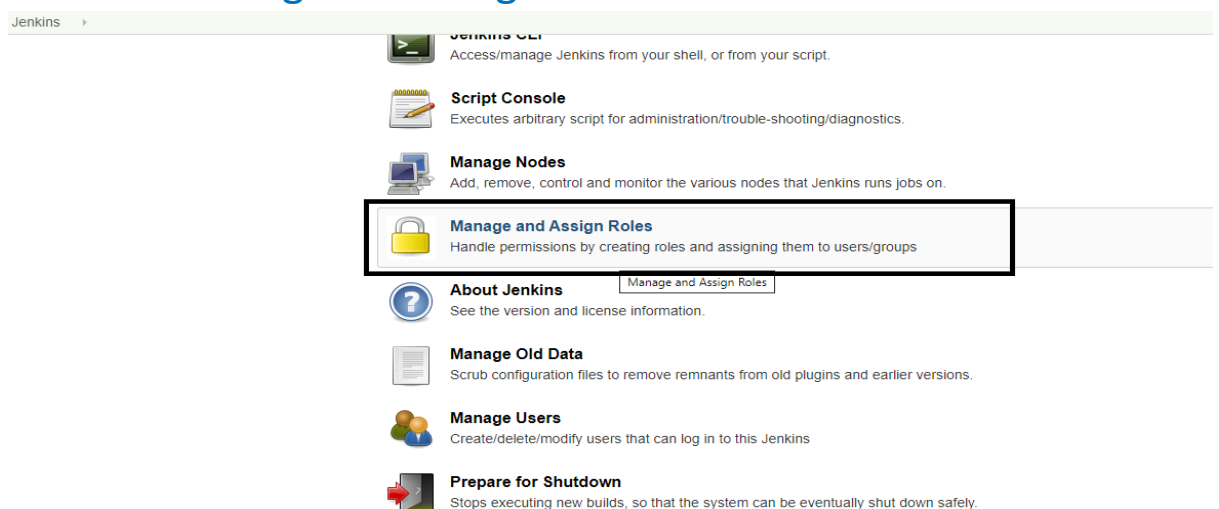 Jenkins
Jenkins CLI
Access/manage Jenkins from your shell, or from your script.
Script Console
Executes arbitrary script for administration/trouble-shooting/diagnostics.
Manage Nodes
Add, remove, control and monitor the various nodes that Jenkins runs jobs on.
Manage and Assign Roles
Handle permissions by creating roles and assigning them to users/groups
Manage and Assign Roles
About Jenkins
See the version and license information.
Manage Old Data
Scrub configuration files to remove remnants from old plugins and earlier versions.
Manage Users
Create/delete/modify users that can log in to this Jenkins
Prepare for Shutdown
Stops executing new builds, so that the system can be eventually shut down safely.